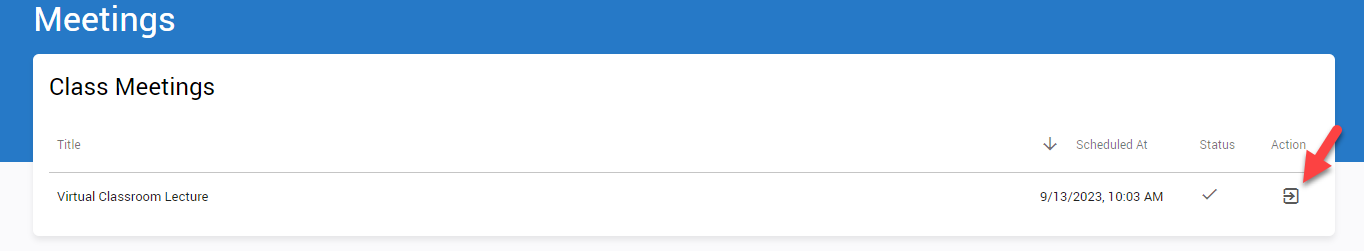 Meetings
Class Meetings
Title Scheduled At Status Action
Virtual Classroom Lecture 9/13/2023, 10:03 AM